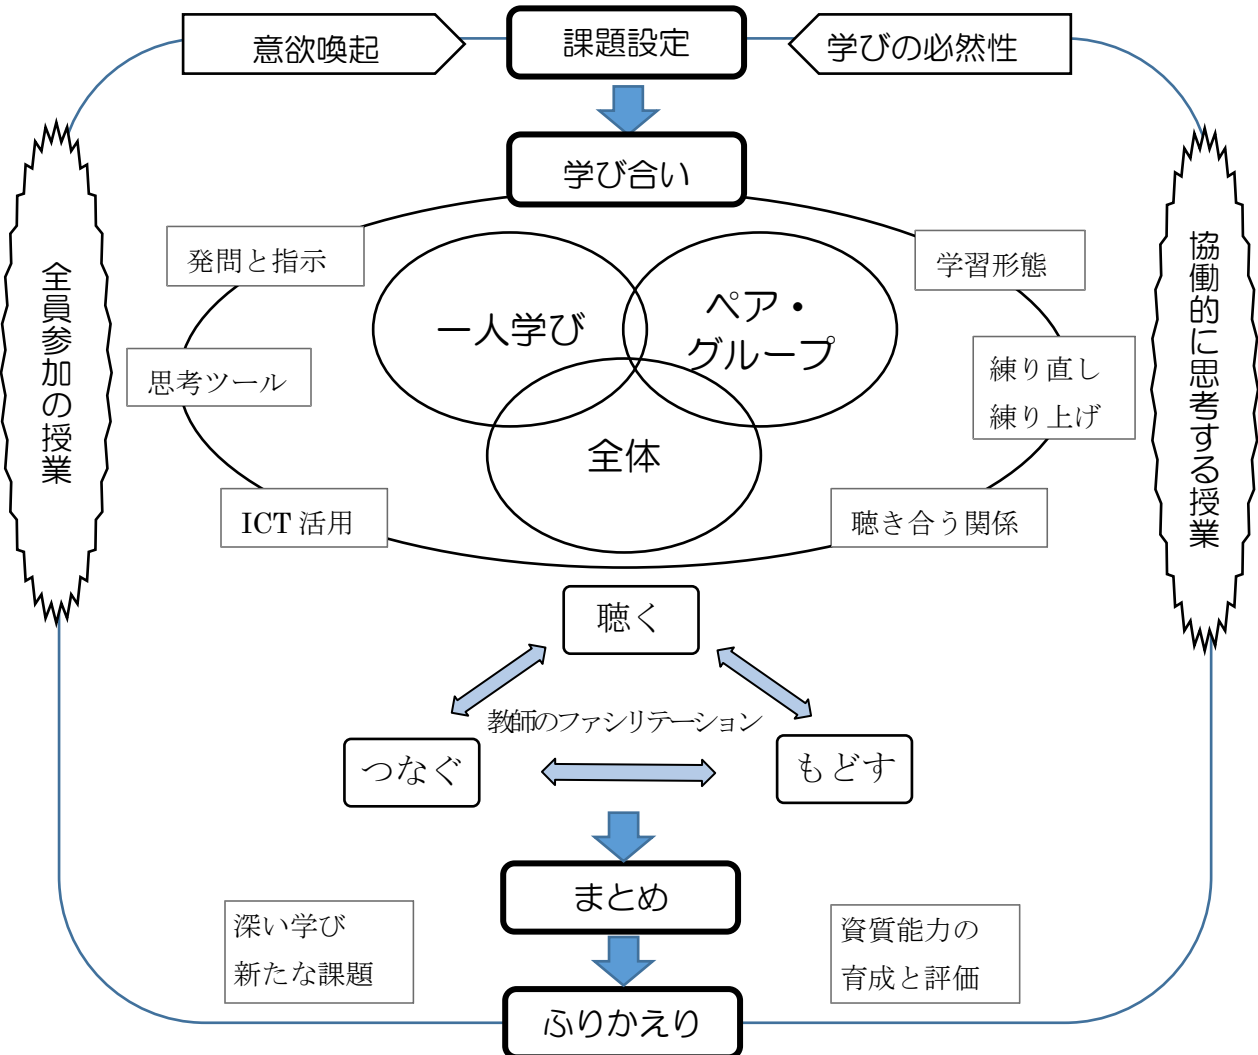 意欲喚起
課題設定
学びの必然性
学び合い
全員参加の授業
協働的に思考する授業
発問と指示
学習形態
一人学び
ペア・
グループ
思考ツール
練り直し
練り上げ
全体
ICT 活用
聴き合う関係
聴く
教師のファシリテーション
つなぐ
もどす
まとめ
深い学び
新たな課題
資質能力の
育成と評価
ふりかえり